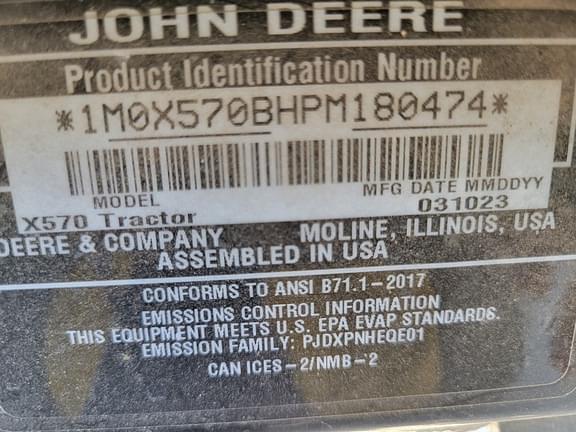 JOHN DEERE
Product Identification Number
*1M0X570BHPM180474*
MODEL MFG DATE MMDDYY
X570 Tractor 031023
DEERE & COMPANY MOLINE, ILLINOIS, USA
ASSEMBLED IN USA
CONFORMS TO ANSI B71.1-2017
EMISSIONS CONTROL INFORMATION
THIS EQUIPMENT MEETS U.S. EPA EVAP STANDARDS.
EMISSION FAMILY: PJDXPNHEQE01
CAN ICES-2/NMB-2